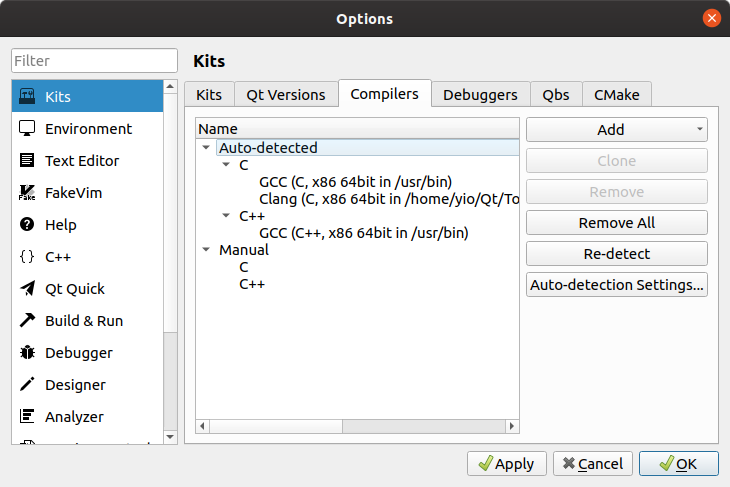 Options
Filter
Kits
Environment
Text Editor
FakeVim
Help
C++
Qt Quick
Build & Run
Debugger
Designer
Analyzer
Kits
Kits Qt Versions Compilers Debuggers Qbs CMake
Name
Auto-detected
C
GCC (C, x86 64bit in /usr/bin)
Clang (C, x86 64bit in /home/yio/Qt/To
C++
GCC (C++, x86 64bit in /usr/bin)
Manual
C
C++
Add
Clone
Remove
Remove All
Re-detect
Auto-detection Settings...
Apply Cancel OK